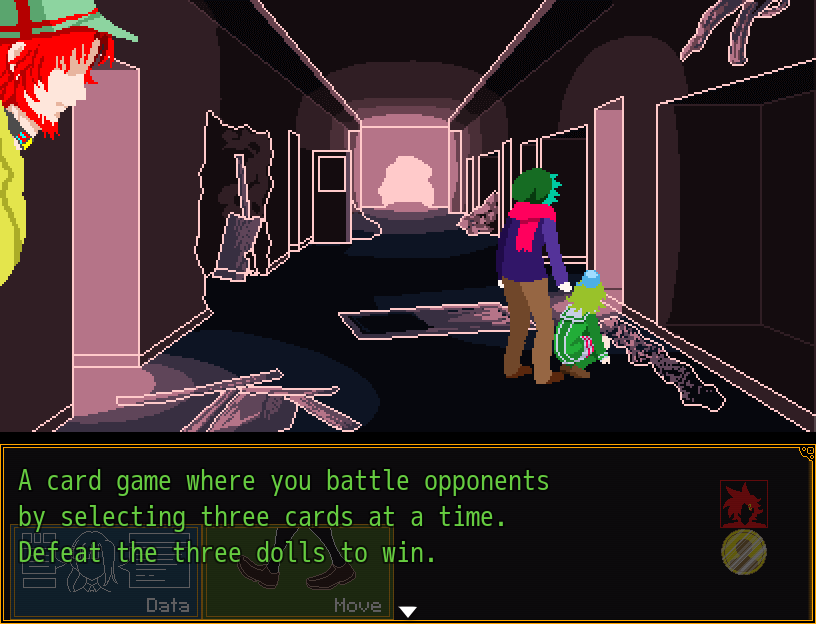 A card game where you battle opponents
by selecting three cards at a time.
Defeat the three dolls to win.
Data
Move